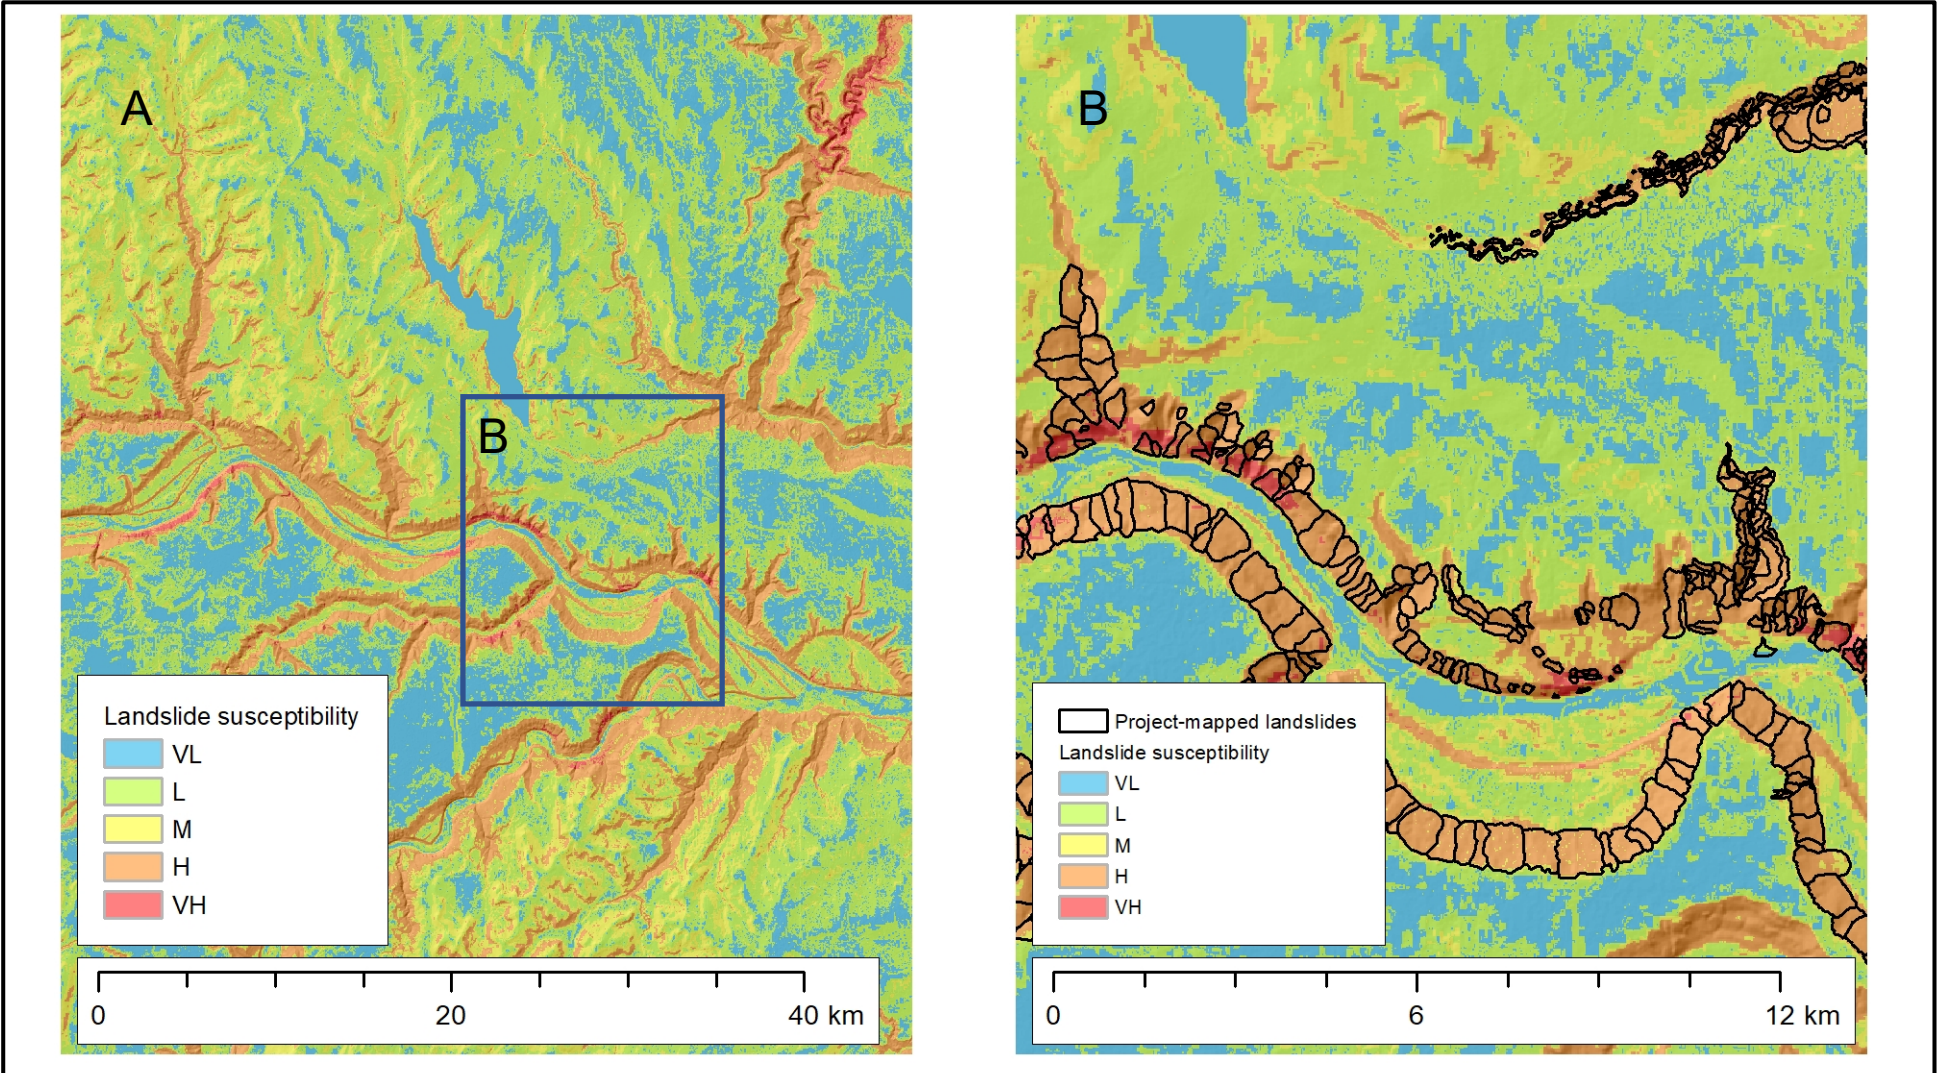 A
B
Landslide susceptibility
VL
L
M
H
VH
0 20 40 km
B
Project-mapped landslides
Landslide susceptibility
VL
L
M
H
VH
0 6 12 km